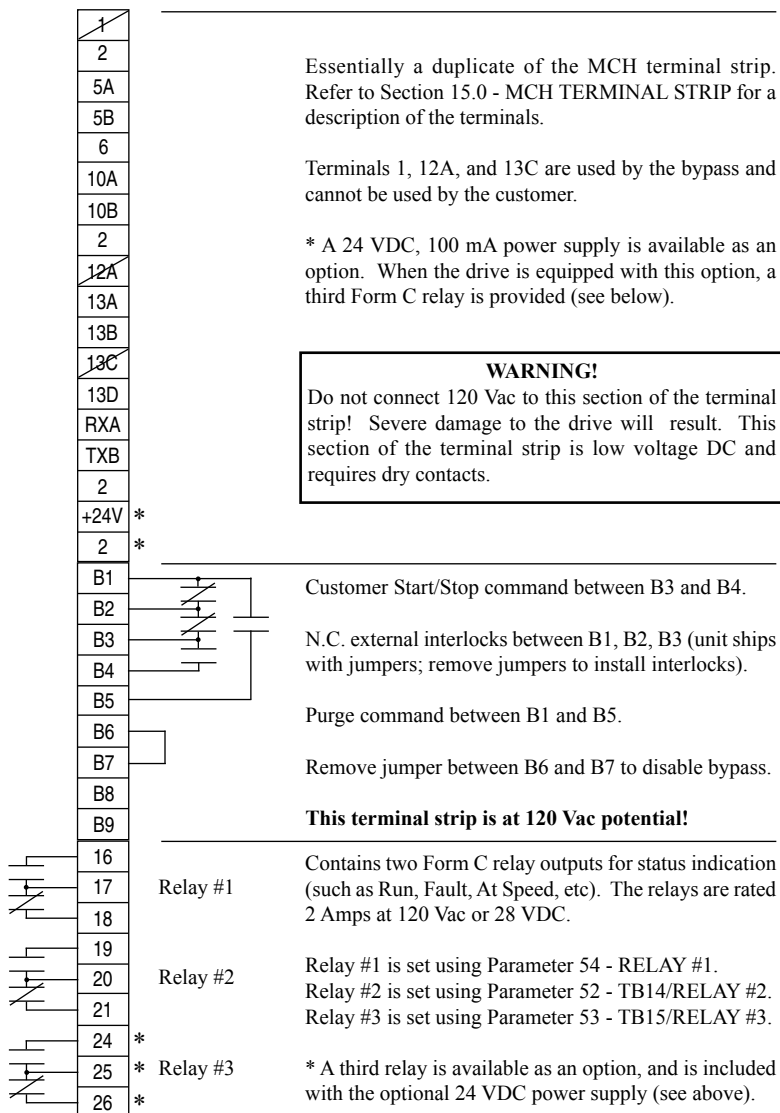 1
2
5A
5B
6
10A
10B
2
12A
13A
13B
13C
13D
RXA
TXB
2
+24V *
2 *
Essentially a duplicate of the MCH terminal strip.
Refer to Section 15.0 - MCH TERMINAL STRIP for a
description of the terminals.
Terminals 1, 12A, and 13C are used by the bypass and
cannot be used by the customer.
* A 24 VDC, 100 mA power supply is available as an
option. When the drive is equipped with this option, a
third Form C relay is provided (see below).
WARNING!
Do not connect 120 Vac to this section of the terminal
strip! Severe damage to the drive will result. This
section of the terminal strip is low voltage DC and
requires dry contacts.
B1
B2
B3
B4
B5
B6
B7
B8
B9
Customer Start/Stop command between B3 and B4.
N.C. external interlocks between B1, B2, B3 (unit ships
with jumpers; remove jumpers to install interlocks).
Purge command between B1 and B5.
Remove jumper between B6 and B7 to disable bypass.
This terminal strip is at 120 Vac potential!
16
17 Relay #1
18
19
20 Relay #2
21
24 *
25 * Relay #3
26 *
Contains two Form C relay outputs for status indication
(such as Run, Fault, At Speed, etc). The relays are rated
2 Amps at 120 Vac or 28 VDC.
Relay #1 is set using Parameter 54 - RELAY #1.
Relay #2 is set using Parameter 52 - TB14/RELAY #2.
Relay #3 is set using Parameter 53 - TB15/RELAY #3.
* A third relay is available as an option, and is included
with the optional 24 VDC power supply (see above).